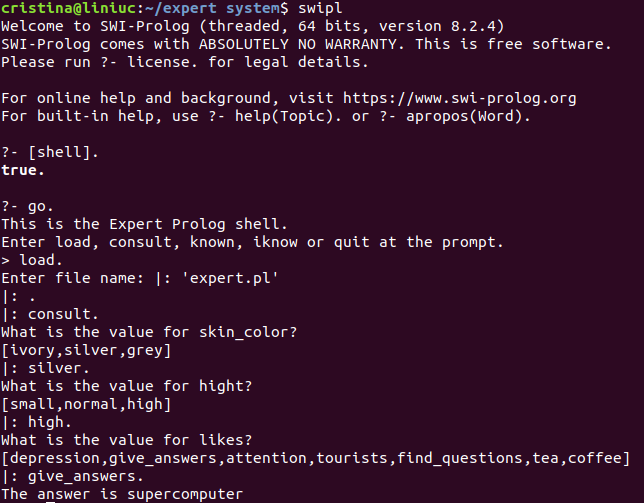 cristina@liniuc:~/expert system$ swipl
Welcome to SWI-Prolog (threaded, 64 bits, version 8.2.4)
SWI-Prolog comes with ABSOLUTELY NO WARRANTY. This is free software.
Please run ?- license. for legal details.
For online help and background, visit https://www.swi-prolog.org
For built-in help, use ?- help(Topic). or ?- apropos(Word).
?- [shell].
true.
?- go.
This is the Expert Prolog shell.
Enter load, consult, known, iknow or quit at the prompt.
> load.
Enter file name: |: 'expert.pl'
|: .
|: consult.
What is the value for skin_color?
[ivory,silver,grey]
|: silver.
What is the value for hight?
[small,normal,high]
|: high.
What is the value for likes?
[depression,give_answers,attention,tourists,find_questions,tea,coffee]
|: give_answers.
The answer is supercomputer